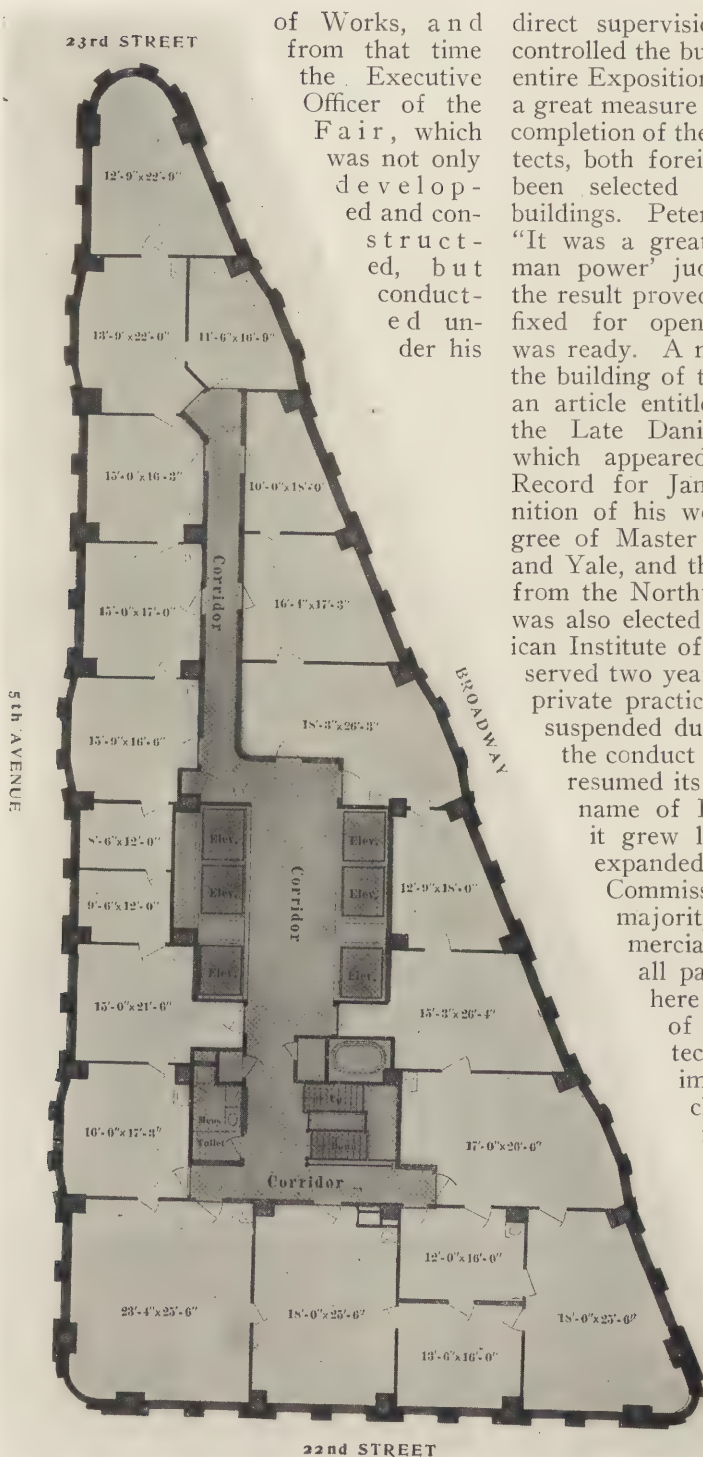 of Works, and
from that time
the Executive
Officer of the
Fair, which
was not only
develop-
ed and con-
struct-
ed, but
conduct-
ed un-
der his
direct supervisio
controlled the bu
entire Exposition
a great measure
completion of the
tects, both forei
been selected
buildings. Peter
"It was a great
man power' jud
the result proved
fixed for open
was ready. A
the building of t
an article entitle
the Late Dani
which appeared
Record for Jan
nition of his w
gree of Master
and Yale, and th
from the North
was also elected
ican Institute of
served two year
private practic
suspended du
the conduct
resumed its
name of
it grew l
expanded
Commiss
majorit
mercia
all pa
here
of
tec
im
c
23rd STREET
12'-9"x22'-9"
13'-9"x22'-0"
11'-6"x16'-9"
15'-0"x16'-3"
10'-0"x18'-0"
15'-0"x17'-0"
Corridor
16'-4"x17'-3"
15'-9"x16'-6"
18'-3"x26'-3"
BROADWAY
5th AVENUE
8'-6"x12'-0"
Elev.
Elev.
9'-6"x12'-0"
Elev.
Elev.
Corridor
12'-9"x18'-0"
15'-0"x21'-6"
Elev.
Elev.
15'-3"x26'-4"
16'-0"x17'-3"
Mens
Toilet
Up
17'-0"x26'-6"
Corridor
23'-4"x25'-6"
18'-0"x25'-6"
12'-0"x16'-0"
13'-6"x16'-0"
18'-0"x25'-6"
22nd STREET